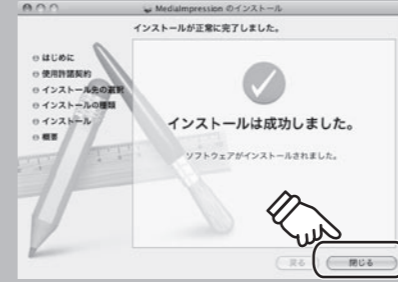 MediaImpression のインストール
インストールが正常に完了しました。
はじめに
使用許諾契約
インストール先の選択
インストールの種類
インストール
概要
インストールは成功しました。
ソフトウェアがインストールされました。
戻る
閉じる